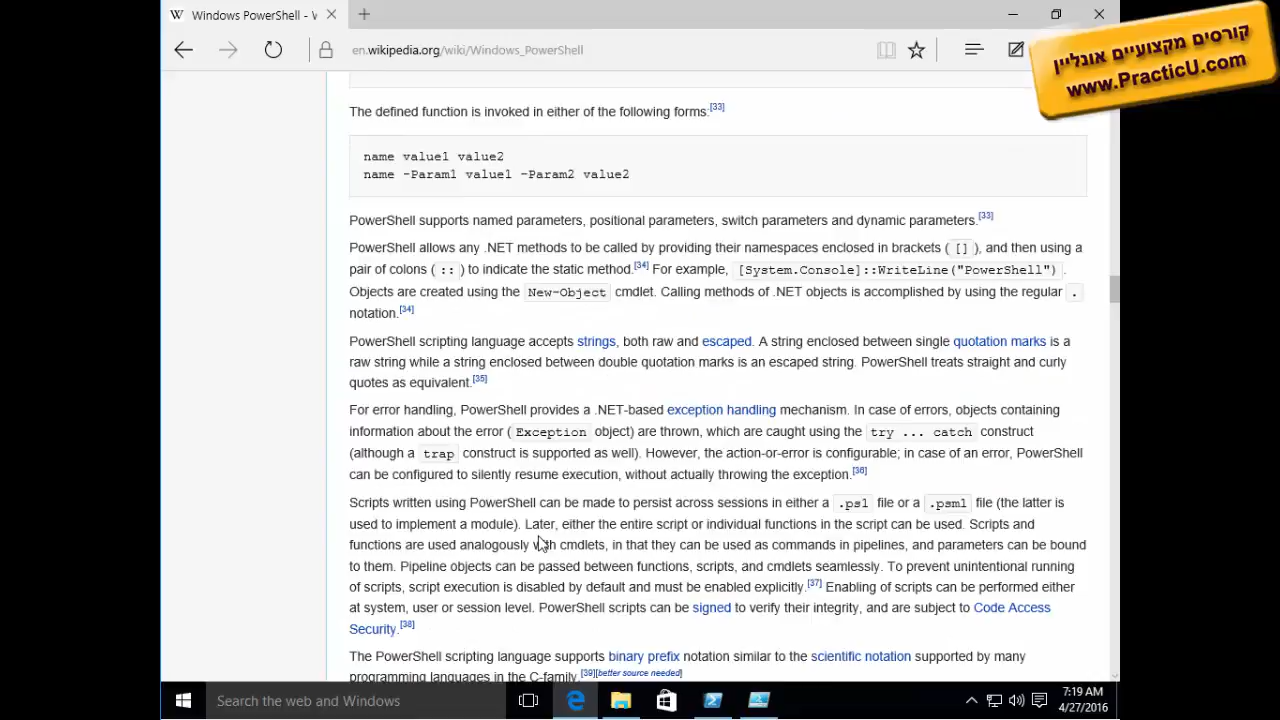 Windows PowerShell - W
en.wikipedia.org/wiki/Windows_PowerShell
קורסים מקצועיים אונליין
www.PracticU.com
The defined function is invoked in either of the following forms:[33]
name value1 value2
name -Param1 value1 -Param2 value2
PowerShell supports named parameters, positional parameters, switch parameters and dynamic parameters.[33]
PowerShell allows any .NET methods to be called by providing their namespaces enclosed in brackets ( [] ), and then using a
pair of colons ( :: ) to indicate the static method.[34] For example, [System.Console]::WriteLine("PowerShell") .
Objects are created using the New-Object cmdlet. Calling methods of .NET objects is accomplished by using the regular .
notation.[34]
PowerShell scripting language accepts strings, both raw and escaped. A string enclosed between single quotation marks is a
raw string while a string enclosed between double quotation marks is an escaped string. PowerShell treats straight and curly
quotes as equivalent.[35]
For error handling, PowerShell provides a .NET-based exception handling mechanism. In case of errors, objects containing
information about the error ( Exception object) are thrown, which are caught using the try ... catch construct
(although a trap construct is supported as well). However, the action-or-error is configurable; in case of an error, PowerShell
can be configured to silently resume execution, without actually throwing the exception.[36]
Scripts written using PowerShell can be made to persist across sessions in either a .ps1 file or a .psm1 file (the latter is
used to implement a module). Later, either the entire script or individual functions in the script can be used. Scripts and
functions are used analogously with cmdlets, in that they can be used as commands in pipelines, and parameters can be bound
to them. Pipeline objects can be passed between functions, scripts, and cmdlets seamlessly. To prevent unintentional running
of scripts, script execution is disabled by default and must be enabled explicitly.[37] Enabling of scripts can be performed either
at system, user or session level. PowerShell scripts can be signed to verify their integrity, and are subject to Code Access
Security.[38]
The PowerShell scripting language supports binary prefix notation similar to the scientific notation supported by many
programming languages in the C-family.[39][better source needed]
Search the web and Windows
7:19 AM
4/27/2016